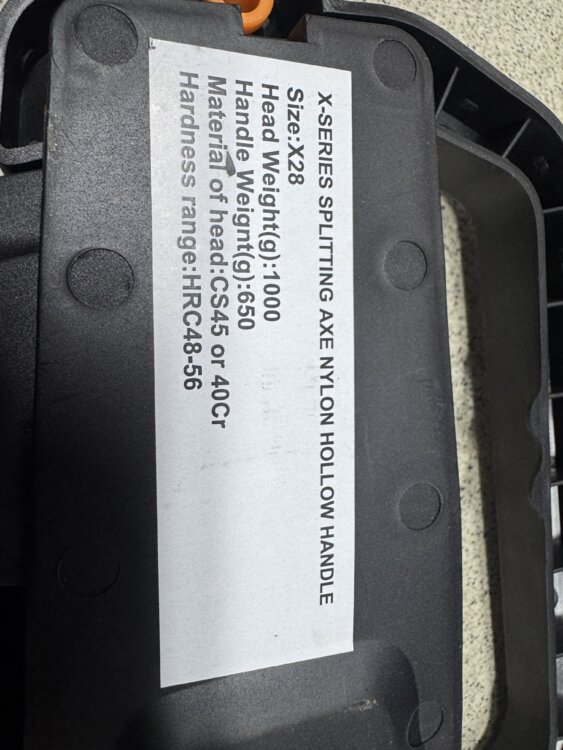 X-SERIES SPLITTING AXE NYLON HOLLOW HANDLE
Size:X28
Head Weight(g):1000
Handle Weignt(g):650
Material of head:CS45 or 40Cr
Hardness range:HRC48-56